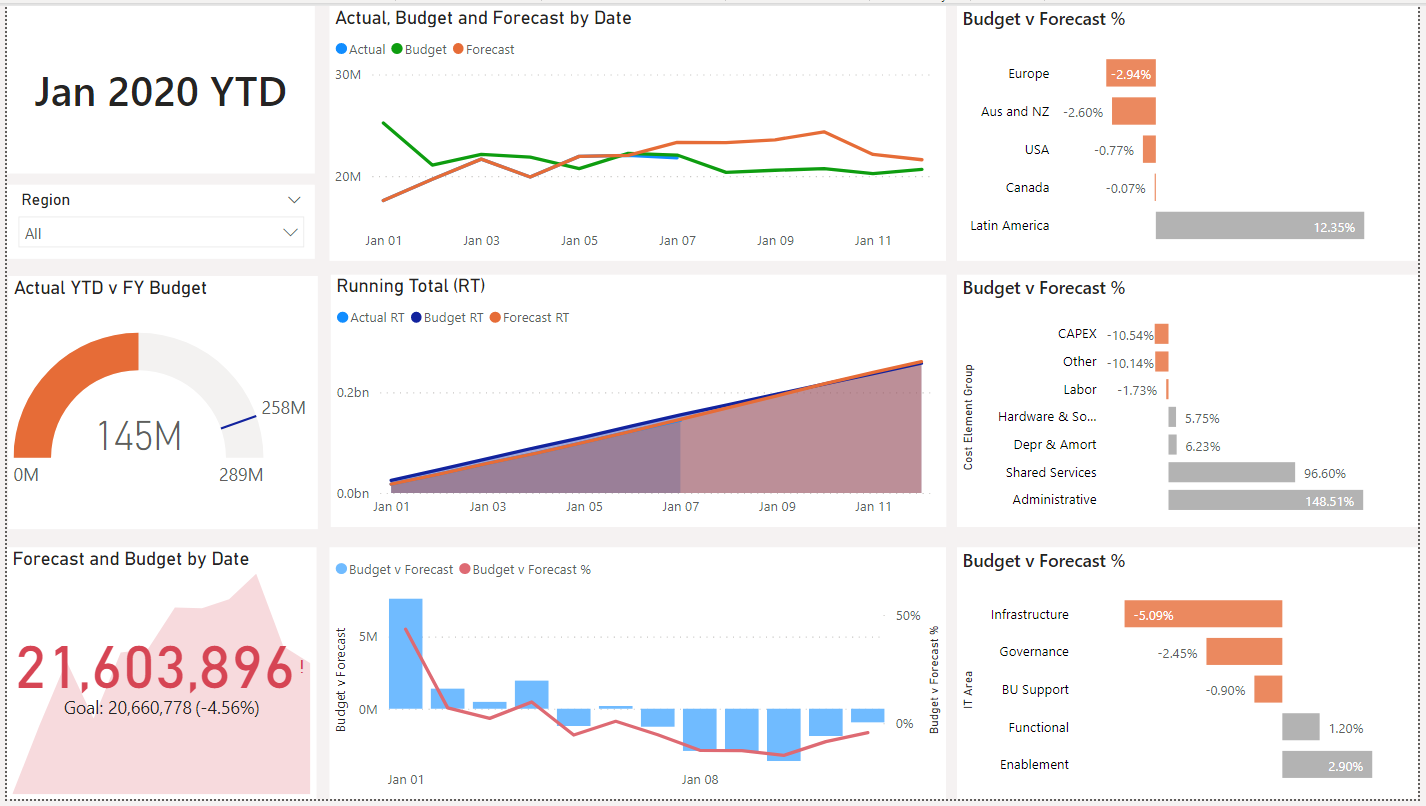 Jan 2020 YTD
Region
All
Actual, Budget and Forecast by Date
Actual Budget Forecast
30M
20M
Jan 01 Jan 03 Jan 05 Jan 07 Jan 09 Jan 11
Budget v Forecast %
Europe -2.94%
Aus and NZ -2.60%
USA -0.77%
Canada -0.07%
Latin America 12.35%
Actual YTD v FY Budget
258M
145M
0M 289M
Running Total (RT)
Actual RT Budget RT Forecast RT
0.2bn
0.0bn
Jan 01 Jan 03 Jan 05 Jan 07 Jan 09 Jan 11
Budget v Forecast %
Cost Element Group
CAPEX -10.54%
Other -10.14%
Labor -1.73%
Hardware & So... 5.75%
Depr & Amort 6.23%
Shared Services 96.60%
Administrative 148.51%
Forecast and Budget by Date
21,603,896!
Goal: 20,660,778 (-4.56%)
Budget v Forecast Budget v Forecast %
Budget v Forecast
5M
0M
50%
0%
Budget v Forecast %
Jan 01 Jan 08
Budget v Forecast %
IT Area
Infrastructure -5.09%
Governance -2.45%
BU Support -0.90%
Functional 1.20%
Enablement 2.90%